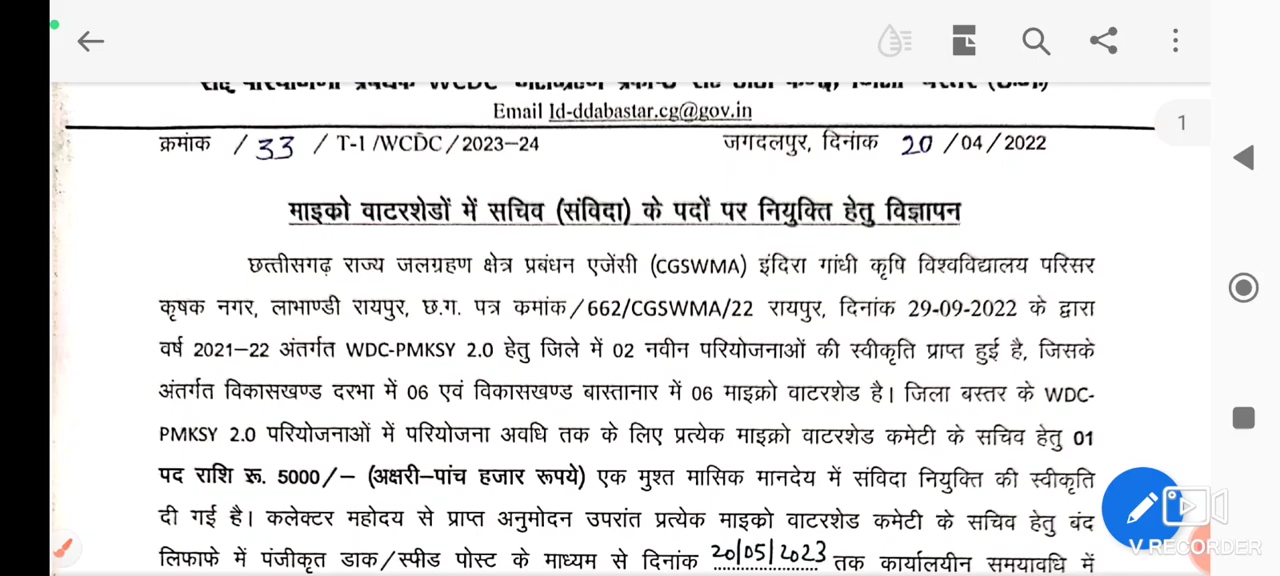 1
Email Id-ddabastar.cg@gov.in
क्रमांक /33 / T-1/WCDC/2023-24 जगदलपुर, दिनांक 20/04/2022
माइको वाटरशेडों में सचिव (संविदा) के पदों पर नियुक्ति हेतु विज्ञापन
छत्तीसगढ़ राज्य जलग्रहण क्षेत्र प्रबंधन एजेंसी (CGSWMA) इंदिरा गांधी कृषि विश्वविद्यालय परिसर
कृषक नगर, लाभाण्डी रायपुर, छ.ग. पत्र कमांक/662/CGSWMA/22 रायपुर, दिनांक 29-09-2022 के द्वारा
वर्ष 2021-22 अंतर्गत WDC-PMKSY 2.0 हेतु जिले में 02 नवीन परियोजनाओं की स्वीकृति प्राप्त हुई है, जिसके
अंतर्गत विकासखण्ड दरभा में 06 एवं विकासखण्ड बास्तानार में 06 माइक्रो वाटरशेड है। जिला बस्तर के WDC-
PMKSY 2.0 परियोजनाओं में परियोजना अवधि तक के लिए प्रत्येक माइक्रो वाटरशेड कमेटी के सचिव हेतु 01
पद राशि रू. 5000/- (अक्षरी-पांच हजार रूपये) एक मुश्त मासिक मानदेय में संविदा नियुक्ति की स्वीकृति
दी गई है। कलेक्टर महोदय से प्राप्त अनुमोदन उपरांत प्रत्येक माइक्रो वाटरशेड कमेटी के सचिव हेतु बंद
लिफाफे में पंजीकृत डाक/स्पीड पोस्ट के माध्यम से दिनांक 20/05/2023 तक कार्यालयीन समयावधि में
V RECORDER